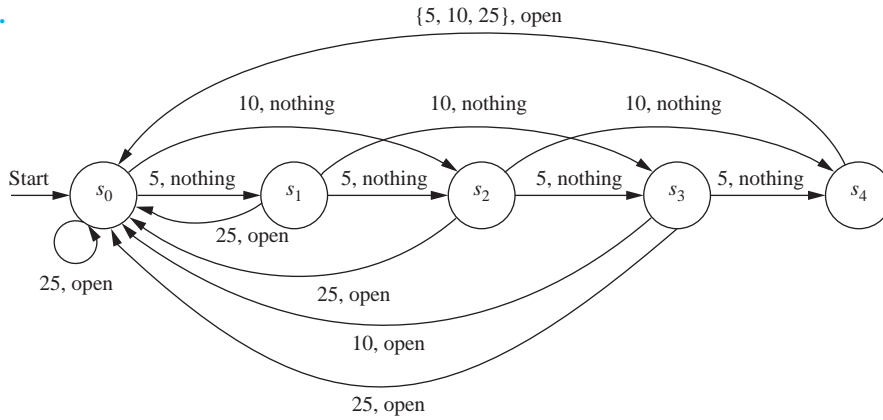 {5, 10, 25}, open
10, nothing
10, nothing
10, nothing
Start
s0
5, nothing
s1
5, nothing
s2
5, nothing
s3
5, nothing
s4
25, open
25, open
25, open
10, open
25, open